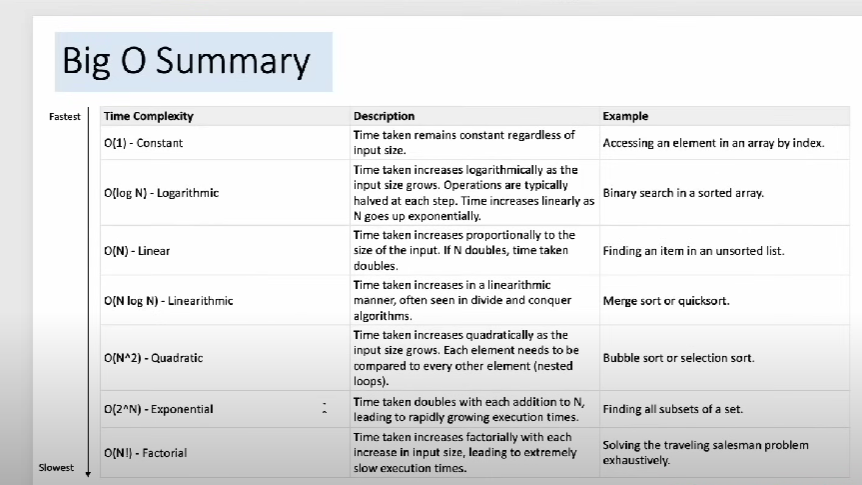 Big O Summary
Fastest
Time Complexity
Description
Example
O(1) - Constant
Time taken remains constant regardless of
input size.
Accessing an element in an array by index.
O(log N) - Logarithmic
Time taken increases logarithmically as the
input size grows. Operations are typically
halved at each step. Time increases linearly as
N goes up exponentially.
Binary search in a sorted array.
O(N) - Linear
Time taken increases proportionally to the
size of the input. If N doubles, time taken
doubles.
Finding an item in an unsorted list.
O(N log N) - Linearithmic
Time taken increases in a linearithmic
manner, often seen in divide and conquer
algorithms.
Merge sort or quicksort.
O(N^2) - Quadratic
Time taken increases quadratically as the
input size grows. Each element needs to be
compared to every other element (nested
loops).
Bubble sort or selection sort.
O(2^N) - Exponential
Time taken doubles with each addition to N,
leading to rapidly growing execution times.
Finding all subsets of a set.
O(N!) - Factorial
Time taken increases factorially with each
increase in input size, leading to extremely
slow execution times.
Solving the traveling salesman problem
exhaustively.
Slowest